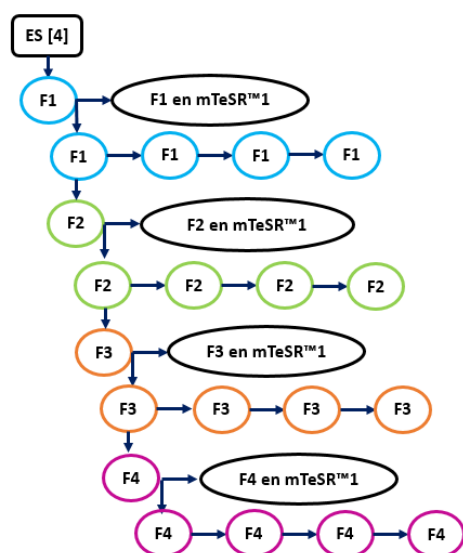 ES [4]
F1
F1 en mTeSR™1
F1 F1 F1 F1
F2
F2 en mTeSR™1
F2 F2 F2 F2
F3
F3 en mTeSR™1
F3 F3 F3 F3
F4
F4 en mTeSR™1
F4 F4 F4 F4